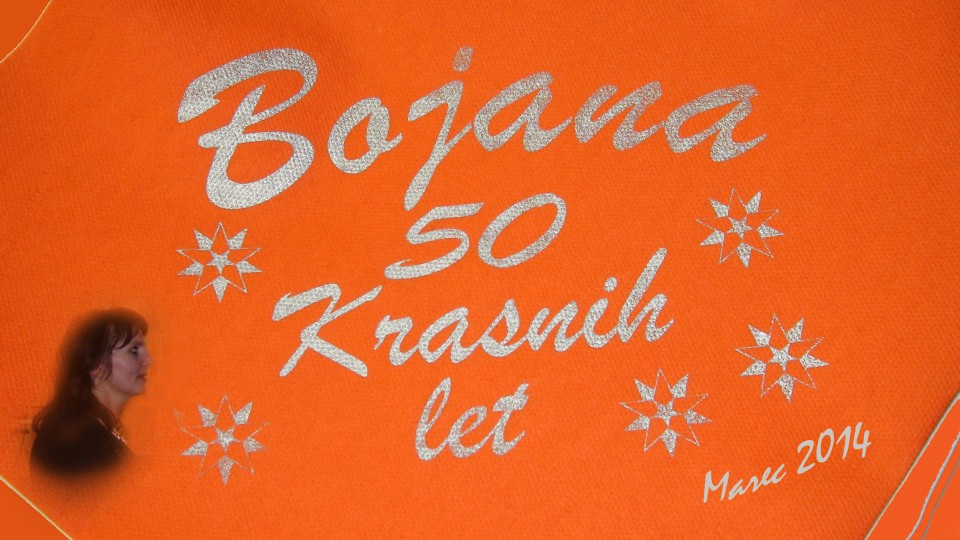 Bojana
50
Krasnih
let
Marec 2014